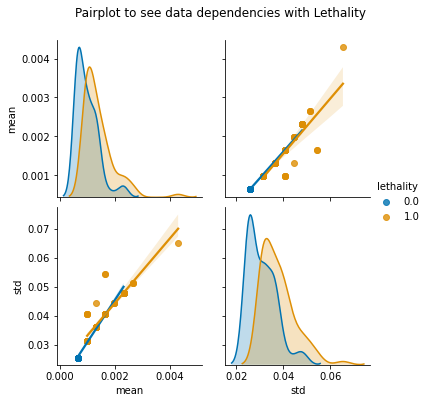 Pairplot to see data dependencies with Lethality
0.004
0.003
0.002
0.001
mean
lethality
0.0
1.0
0.07
0.06
0.05
0.04
0.03
std
0.000 0.002 0.004
mean
0.02 0.04 0.06
std